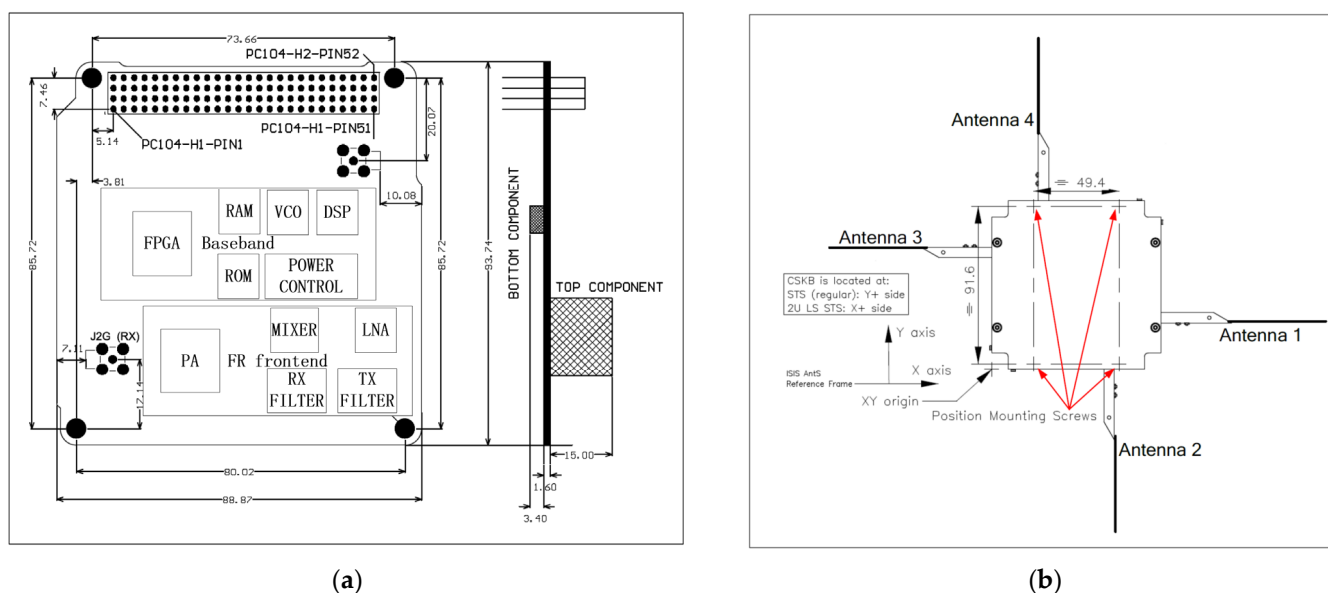 73.66
PC104-H2-PIN52
7.46
5.14
PC104-H1-PIN1
PC104-H1-PIN51
20.07
3.81
10.08
RAM
VCO
DSP
FPGA
Baseband
ROM
POWER
CONTROL
85.72
85.72
93.74
BOTTOM COMPONENT
TOP COMPONENT
MIXER
LNA
J2G (RX)
7.11
PA
FR frontend
RX
FILTER
TX
FILTER
17.14
80.02
88.87
15.00
1.60
3.40
(a)
Antenna 4
49.4
Antenna 3
91.6
CSKB is located at:
STS (regular): Y+ side
2U LS STS: X+ side
Y axis
Antenna 1
ISIS AntS
Reference Frame
X axis
XY origin
Position Mounting Screws
Antenna 2
(b)